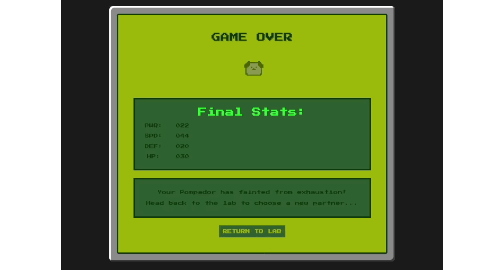 GAME OVER
Final Stats:
PWR: 022
SPD: 044
DEF: 020
HP: 030
Your Pompador has fainted from exhaustion!
Head back to the lab to choose a new partner...
RETURN TO LAB